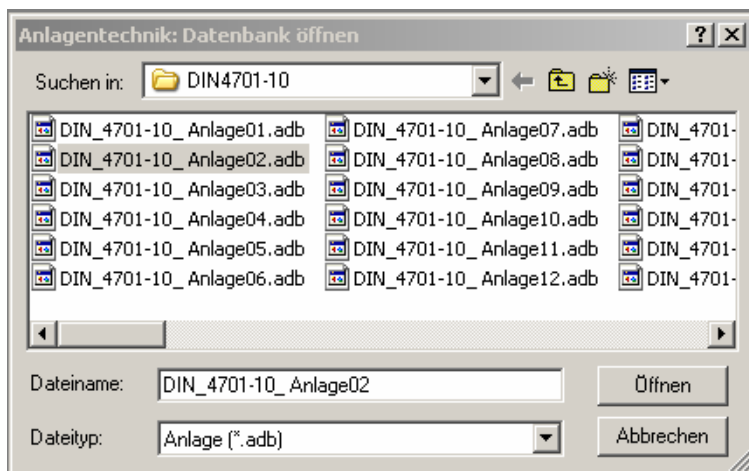 Anlagentechnik: Datenbank öffnen
Suchen in: DIN4701-10
DIN_4701-10_ Anlage01.adb DIN_4701-10_ Anlage07.adb DIN_4701-
DIN_4701-10_ Anlage02.adb DIN_4701-10_ Anlage08.adb DIN_4701-
DIN_4701-10_ Anlage03.adb DIN_4701-10_ Anlage09.adb DIN_4701-
DIN_4701-10_ Anlage04.adb DIN_4701-10_ Anlage10.adb DIN_4701-
DIN_4701-10_ Anlage05.adb DIN_4701-10_ Anlage11.adb DIN_4701-
DIN_4701-10_ Anlage06.adb DIN_4701-10_ Anlage12.adb DIN_4701-
Dateiname: DIN_4701-10_ Anlage02 Öffnen
Dateityp: Anlage (*.adb) Abbrechen